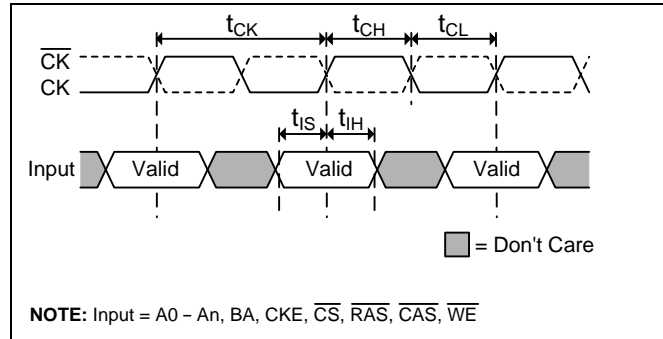 tCK tCH tCL
CK
CK
tIS tIH
Input Valid Valid Valid
= Don't Care
NOTE: Input = A0 – An, BA, CKE, CS, RAS, CAS, WE